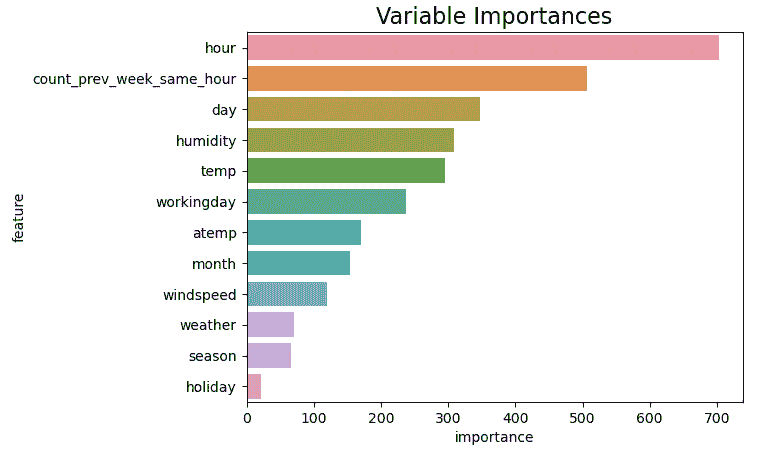 Variable Importances
hour
count_prev_week_same_hour
day
humidity
temp
workingday
atemp
month
windspeed
weather
season
holiday
feature
0 100 200 300 400 500 600 700
importance